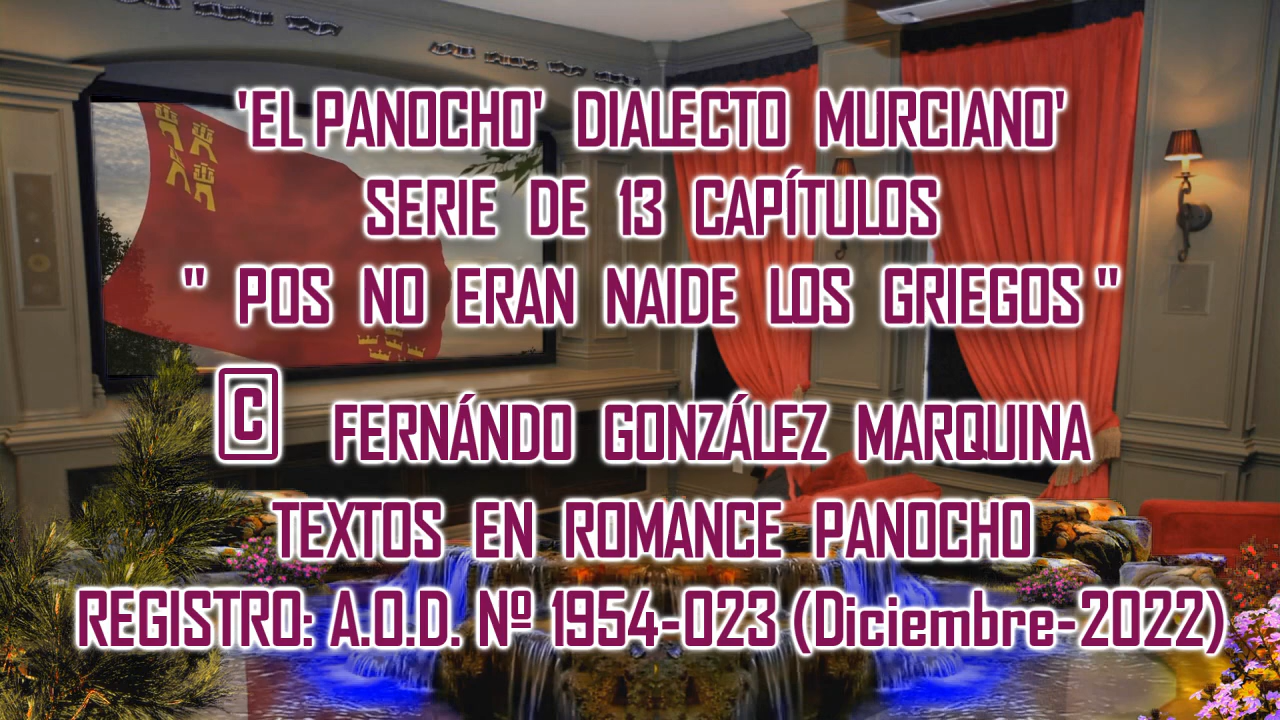 'EL PANOCHO' DIALECTO MURCIANO'
SERIE DE 13 CAPÍTULOS
" POS NO ERAN NAIDE LOS GRIEGOS "
© FERNÁNDO GONZÁLEZ MARQUINA
TEXTOS EN ROMANCE PANOCHO
REGISTRO: A.O.D. Nº 1954-023 (Diciembre-2022)